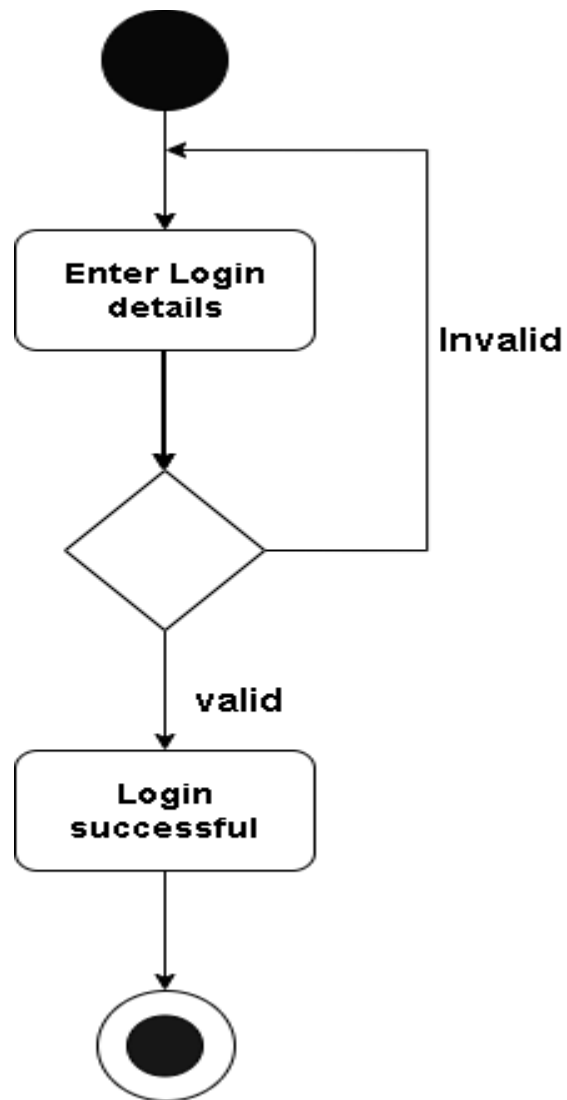 Enter Login
details
Invalid
valid
Login
successful